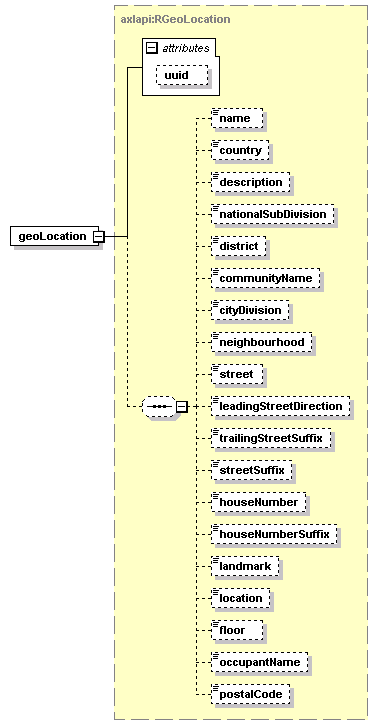 axlapi:RGeoLocation
attributes
uuid
geoLocation
name
country
description
nationalSubDivision
district
communityName
cityDivision
neighbourhood
street
leadingStreetDirection
trailingStreetSuffix
streetSuffix
houseNumber
houseNumberSuffix
landmark
location
floor
occupantName
postalCode